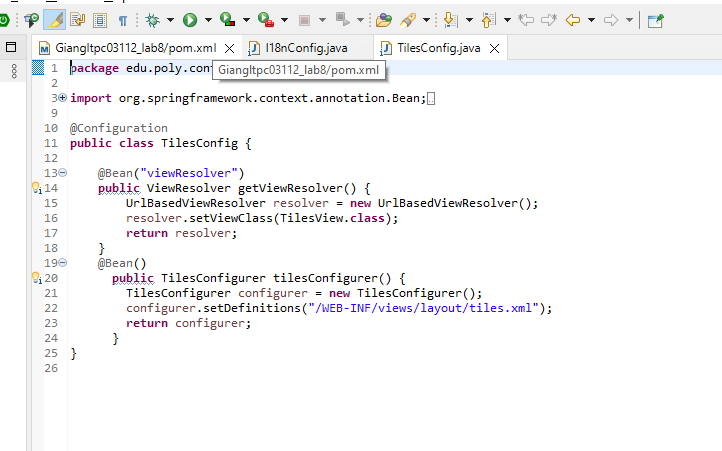 Giangltpc03112_lab8/pom.xml
I18nConfig.java
TilesConfig.java
Giangltpc03112_lab8/pom.xml
1 package edu.poly.con
2
3 import org.springframework.context.annotation.Bean;
9
10 @Configuration
11 public class TilesConfig {
12
13 @Bean("viewResolver")
14 public ViewResolver getViewResolver() {
15 UrlBasedViewResolver resolver = new UrlBasedViewResolver();
16 resolver.setViewClass(TilesView.class);
17 return resolver;
18 }
19 @Bean()
20 public TilesConfigurer tilesConfigurer() {
21 TilesConfigurer configurer = new TilesConfigurer();
22 configurer.setDefinitions("/WEB-INF/views/layout/tiles.xml");
23 return configurer;
24 }
25 }
26